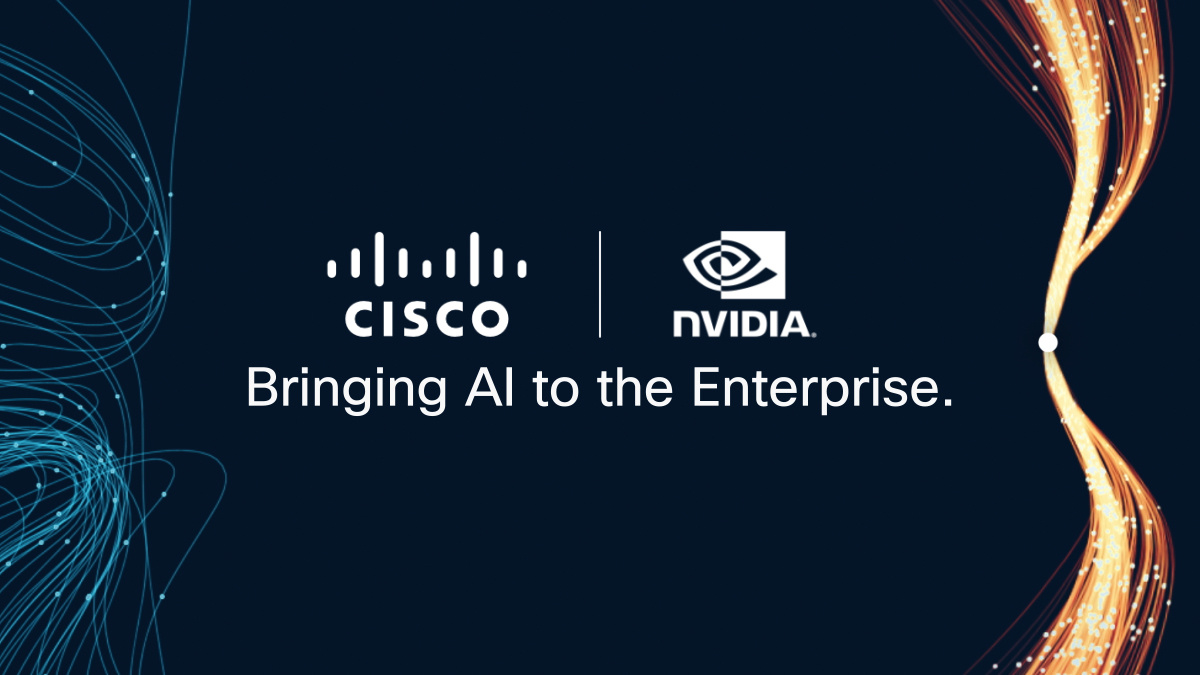 CISCO
NVIDIA.
Bringing AI to the Enterprise.